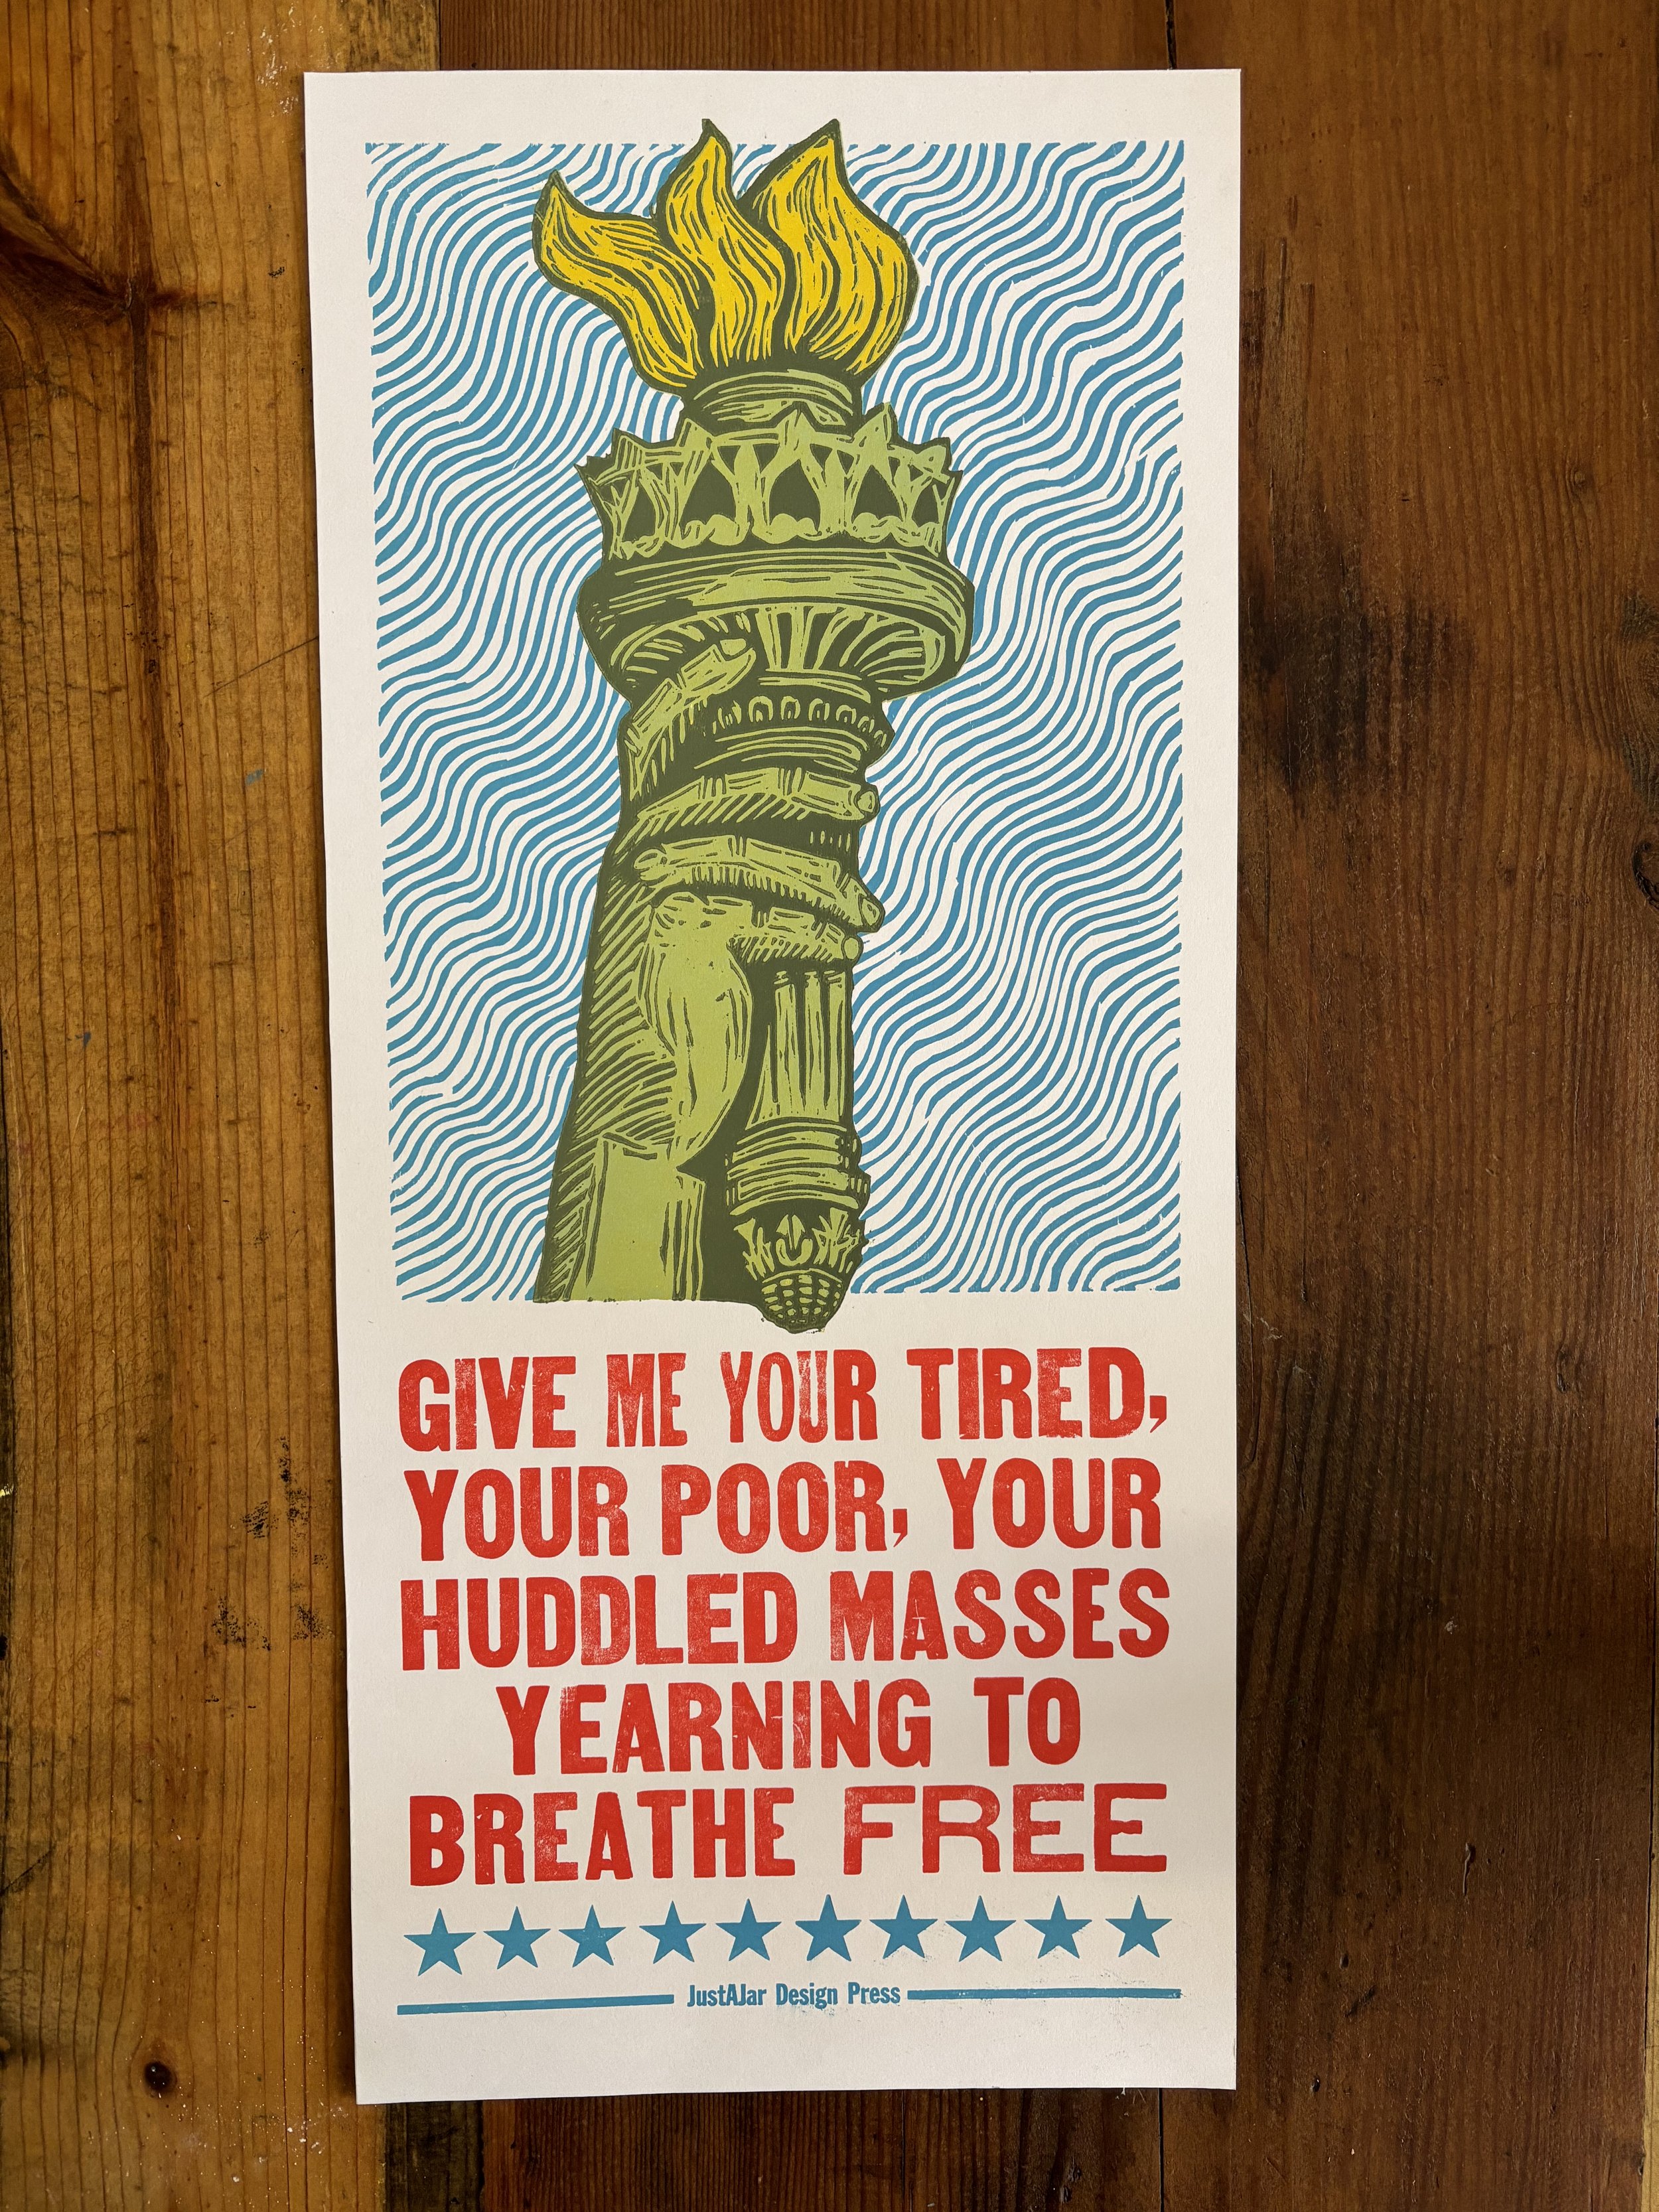 GIVE ME YOUR TIRED,
YOUR POOR, YOUR
HUDDLED MASSES
YEARNING TO
BREATHE FREE
JustAJar Design Press